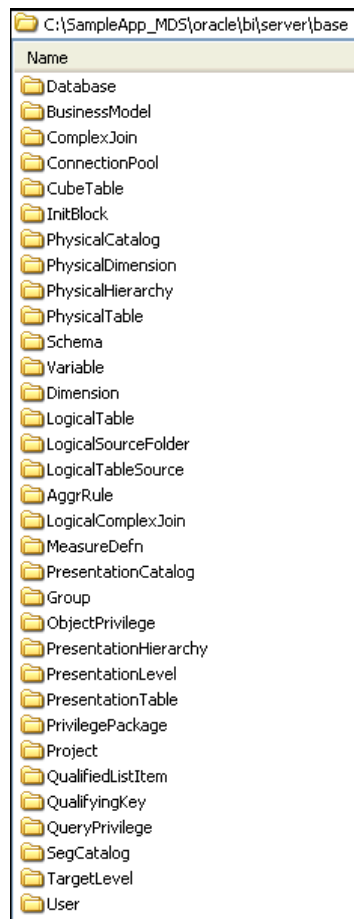 C:\SampleApp_MDS\oracle\bi\server\base
Name
Database
BusinessModel
ComplexJoin
ConnectionPool
CubeTable
InitBlock
PhysicalCatalog
PhysicalDimension
PhysicalHierarchy
PhysicalTable
Schema
Variable
Dimension
LogicalTable
LogicalSourceFolder
LogicalTableSource
AggrRule
LogicalComplexJoin
MeasureDefn
PresentationCatalog
Group
ObjectPrivilege
PresentationHierarchy
PresentationLevel
PresentationTable
PrivilegePackage
Project
QualifiedListItem
QualifyingKey
QueryPrivilege
SegCatalog
TargetLevel
User